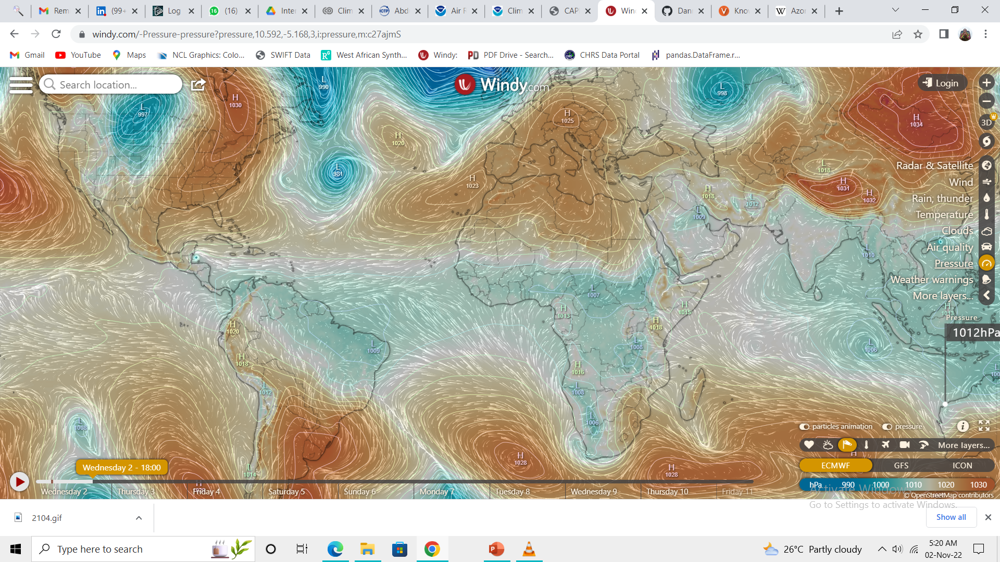 Rem
(99+
Log
(16)
Inter
Clim
Abd
Air F
Clim
CAP
Win
Dan
Kno
Azor
windy.com/-Pressure-pressure?pressure,10.592,-5.168,3,i:pressure,m:c27ajmS
Gmail
YouTube
Maps
NCL Graphics: Colo...
SWIFT Data
West African Synth...
Windy:
PDF Drive - Search...
CHRS Data Portal
pandas.DataFrame.r...
Search location...
Windy.com
Login
3D
L
990
L
998
H
1030
L
997
H
1025
H
1034
H
1020
L
981
H
1023
L
1018
H
1031
H
1032
H
1018
L
1012
L
1009
L
1010
Radar & Satellite
Wind
Rain, thunder
Temperature
Clouds
Air quality
Pressure
Weather warnings
More layers...
L
1007
H
1013
H
1015
H
1013
H
1020
H
1018
L
1009
L
1008
L
1006
H
1018
H
1016
L
1008
L
1012
L
1006
L
1008
H
1028
H
1028
L
1014
Pressure
1012hPa
particles animation
pressure
More layers...
ECMWF
GFS
ICON
hPa 990 1000 1010 1020 1030
© OpenStreetMap contributors
Wednesday 2 - 18:00
Wednesday 2
Thursday 3
Friday 4
Saturday 5
Sunday 6
Monday 7
Tuesday 8
Wednesday 9
Thursday 10
Friday 11
Activate Windows
Go to Settings to activate Windows.
2104.gif
Show all
Type here to search
26°C Partly cloudy
5:20 AM
02-Nov-22